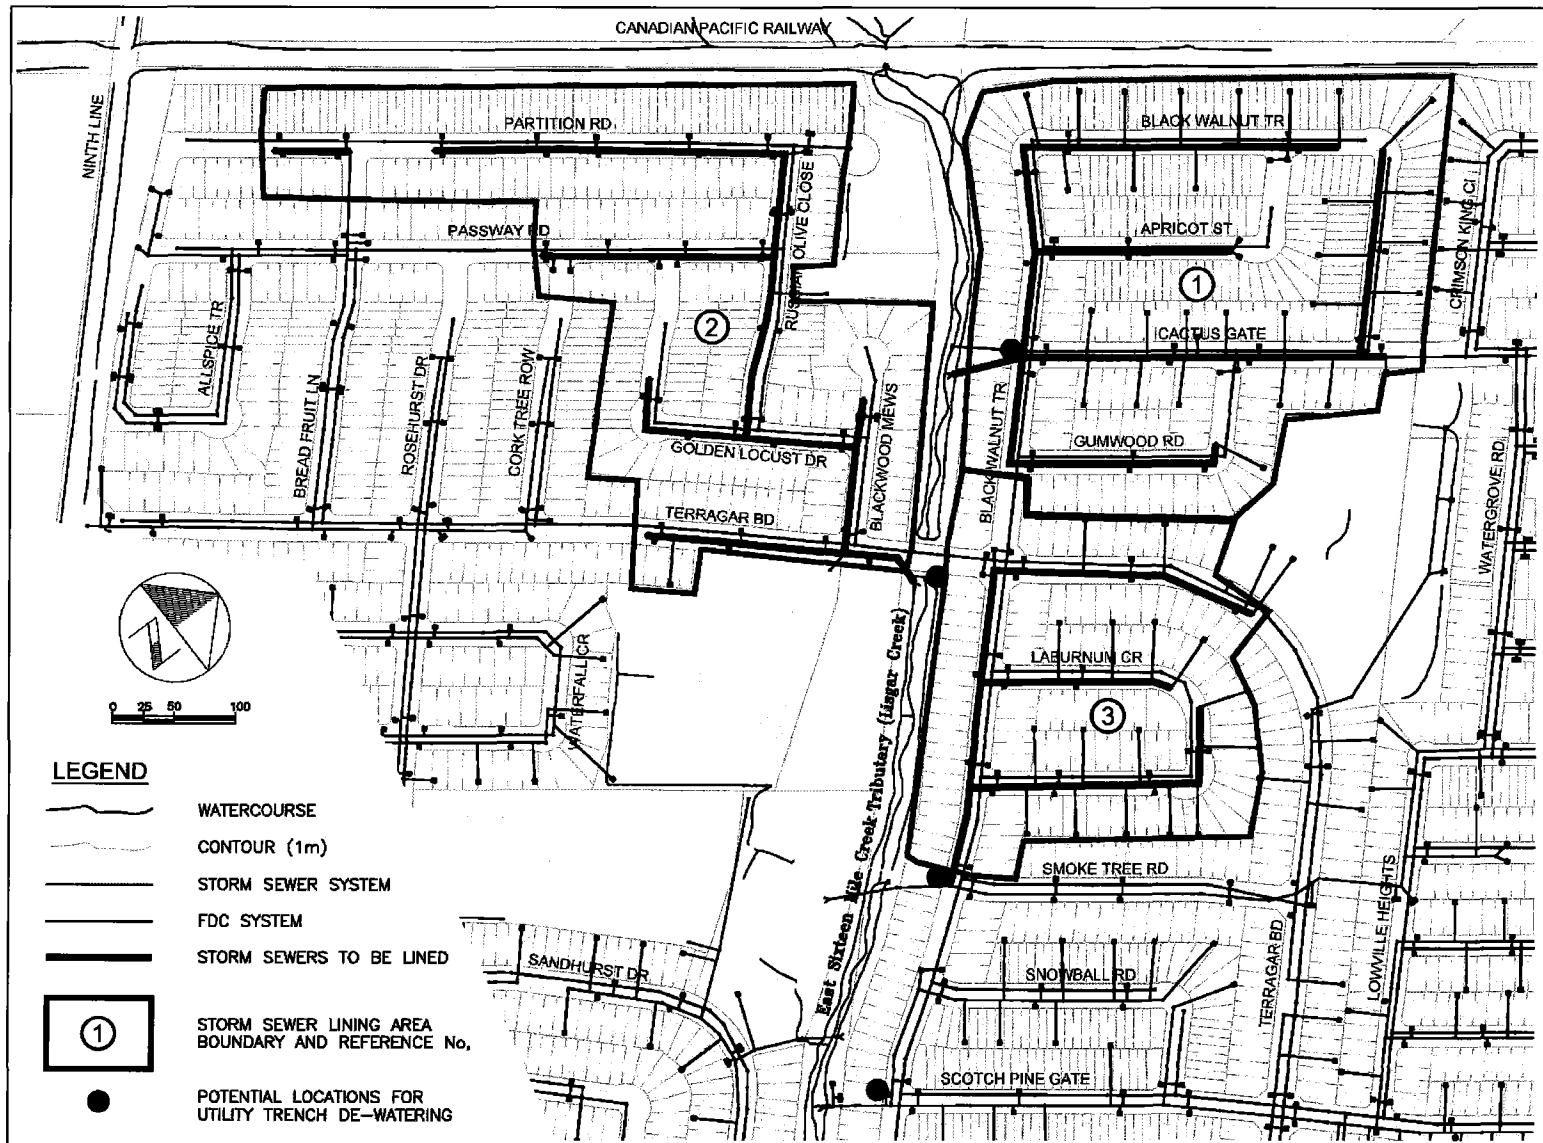 CANADIAN PACIFIC RAILWAY
NINTH LINE
PARTITION RD
BLACK WALNUT TR
OLIVE CLOSE
RUSSIAN
PASSWAY RD
APRICOT ST
CRIMSON KING CI
1
2
CACTUS GATE
ALLSPICE TR
BREAD FRUIT LN
ROSEHURST DR
CORK TREE ROW
BLACKWOOD MEWS
BLACK WALNUT TR
GUMWOOD RD
GOLDEN LOCUST DR
WATERGROVE RD
TERRAGAR BD
LABURNUM CR
WATERFALL CR
3
0 25 50 100
East Sixteen Mile Creek Tributary (Lisgar Creek)
SMOKE TREE RD
LOWVILLE HEIGHTS
TERRAGAR BD
SANDHURST DR
SNOWBALL RD
SCOTCH PINE GATE
LEGEND
WATERCOURSE
CONTOUR (1m)
STORM SEWER SYSTEM
FDC SYSTEM
STORM SEWERS TO BE LINED
1
STORM SEWER LINING AREA
BOUNDARY AND REFERENCE No.
POTENTIAL LOCATIONS FOR
UTILITY TRENCH DE-WATERING